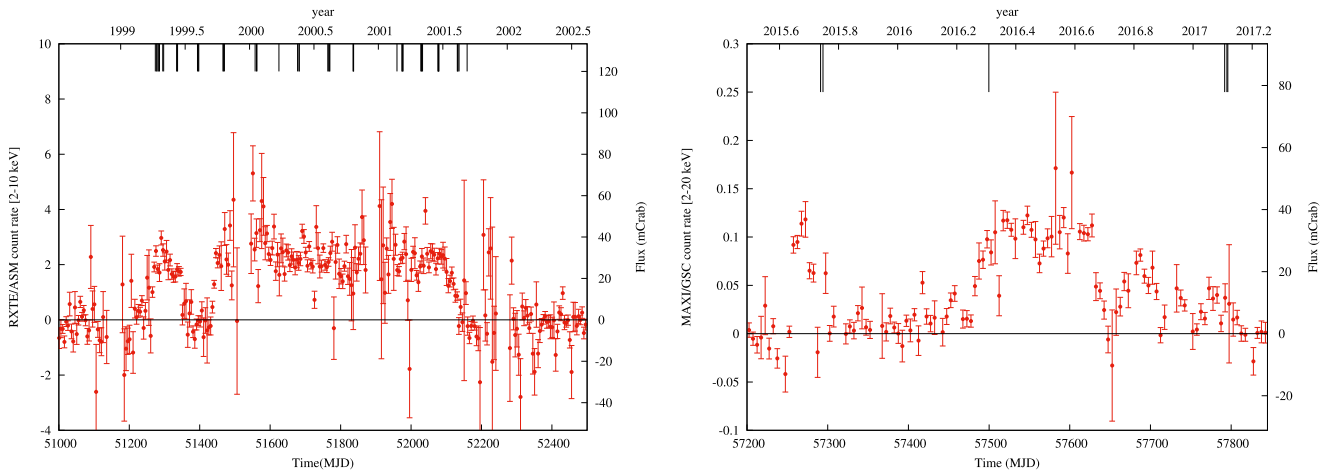 year
1999 1999.5 2000 2000.5 2001 2001.5 2002 2002.5
10
8
6
4
2
0
-2
-4
RXTE/ASM count rate [2-10 keV]
120
100
80
60
40
20
0
-20
-40
Flux (mCrab)
51000 51200 51400 51600 51800 52000 52200 52400
Time(MJD)
year
2015.6 2015.8 2016 2016.2 2016.4 2016.6 2016.8 2017 2017.2
0.3
0.25
0.2
0.15
0.1
0.05
0
-0.05
-0.1
MAXI/GSC count rate [2-20 keV]
80
60
40
20
0
-20
Flux (mCrab)
57200 57300 57400 57500 57600 57700 57800
Time (MJD)